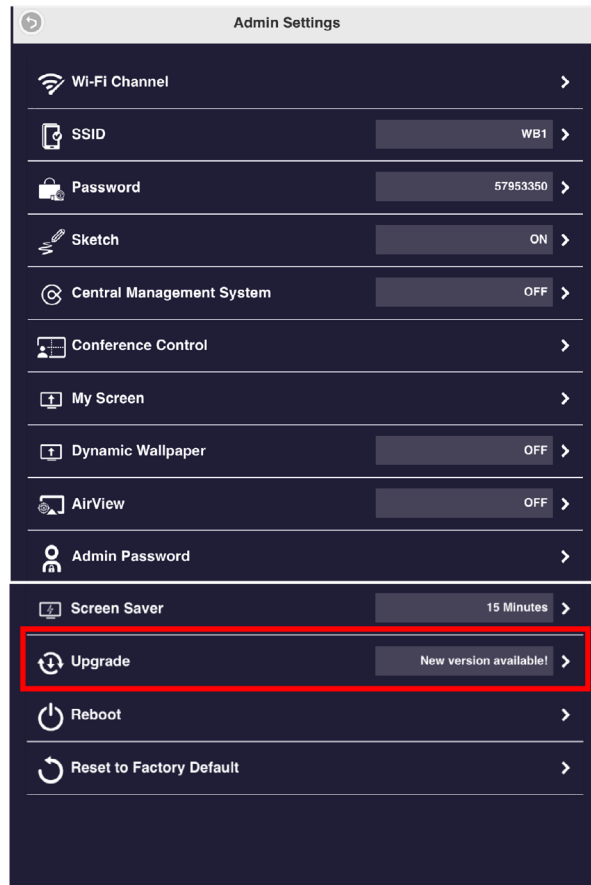 Admin Settings
Wi-Fi Channel
SSID WB1
Password 57953350
Sketch ON
Central Management System OFF
Conference Control
My Screen
Dynamic Wallpaper OFF
AirView OFF
Admin Password
Screen Saver 15 Minutes
Upgrade New version available!
Reboot
Reset to Factory Default